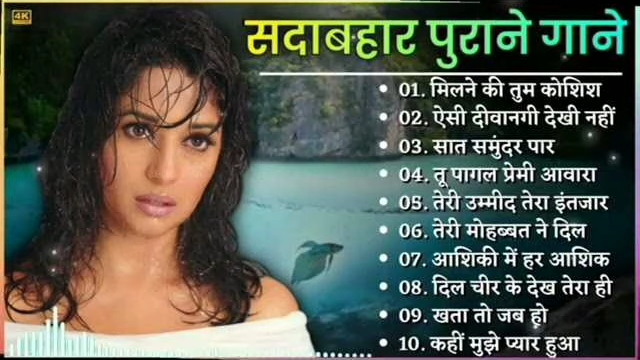 4K
सदाबहार पुराने गाने
01. मिलने की तुम कोशिश
02. ऐसी दीवानगी देखी नहीं
03. सात समुंदर पार
04. तू पागल प्रेमी आवारा
05. तेरी उम्मीद तेरा इंतजार
06. तेरी मोहब्बत ने दिल
07. आशिकी में हर आशिक
08. दिल चीर के देख तेरा ही
09. खता तो जब हो
10. कहीं मुझे प्यार हुआ